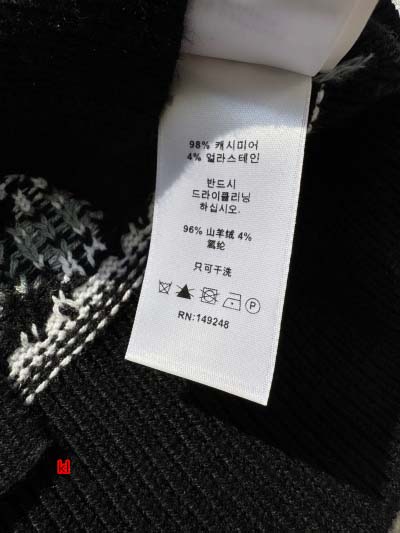 98% 캐시미어
4% 얼라스테인
반드시
드라이클리닝
하십시오.
96% 山羊绒 4%
氨纶
只可干洗
P
RN:149248
kl